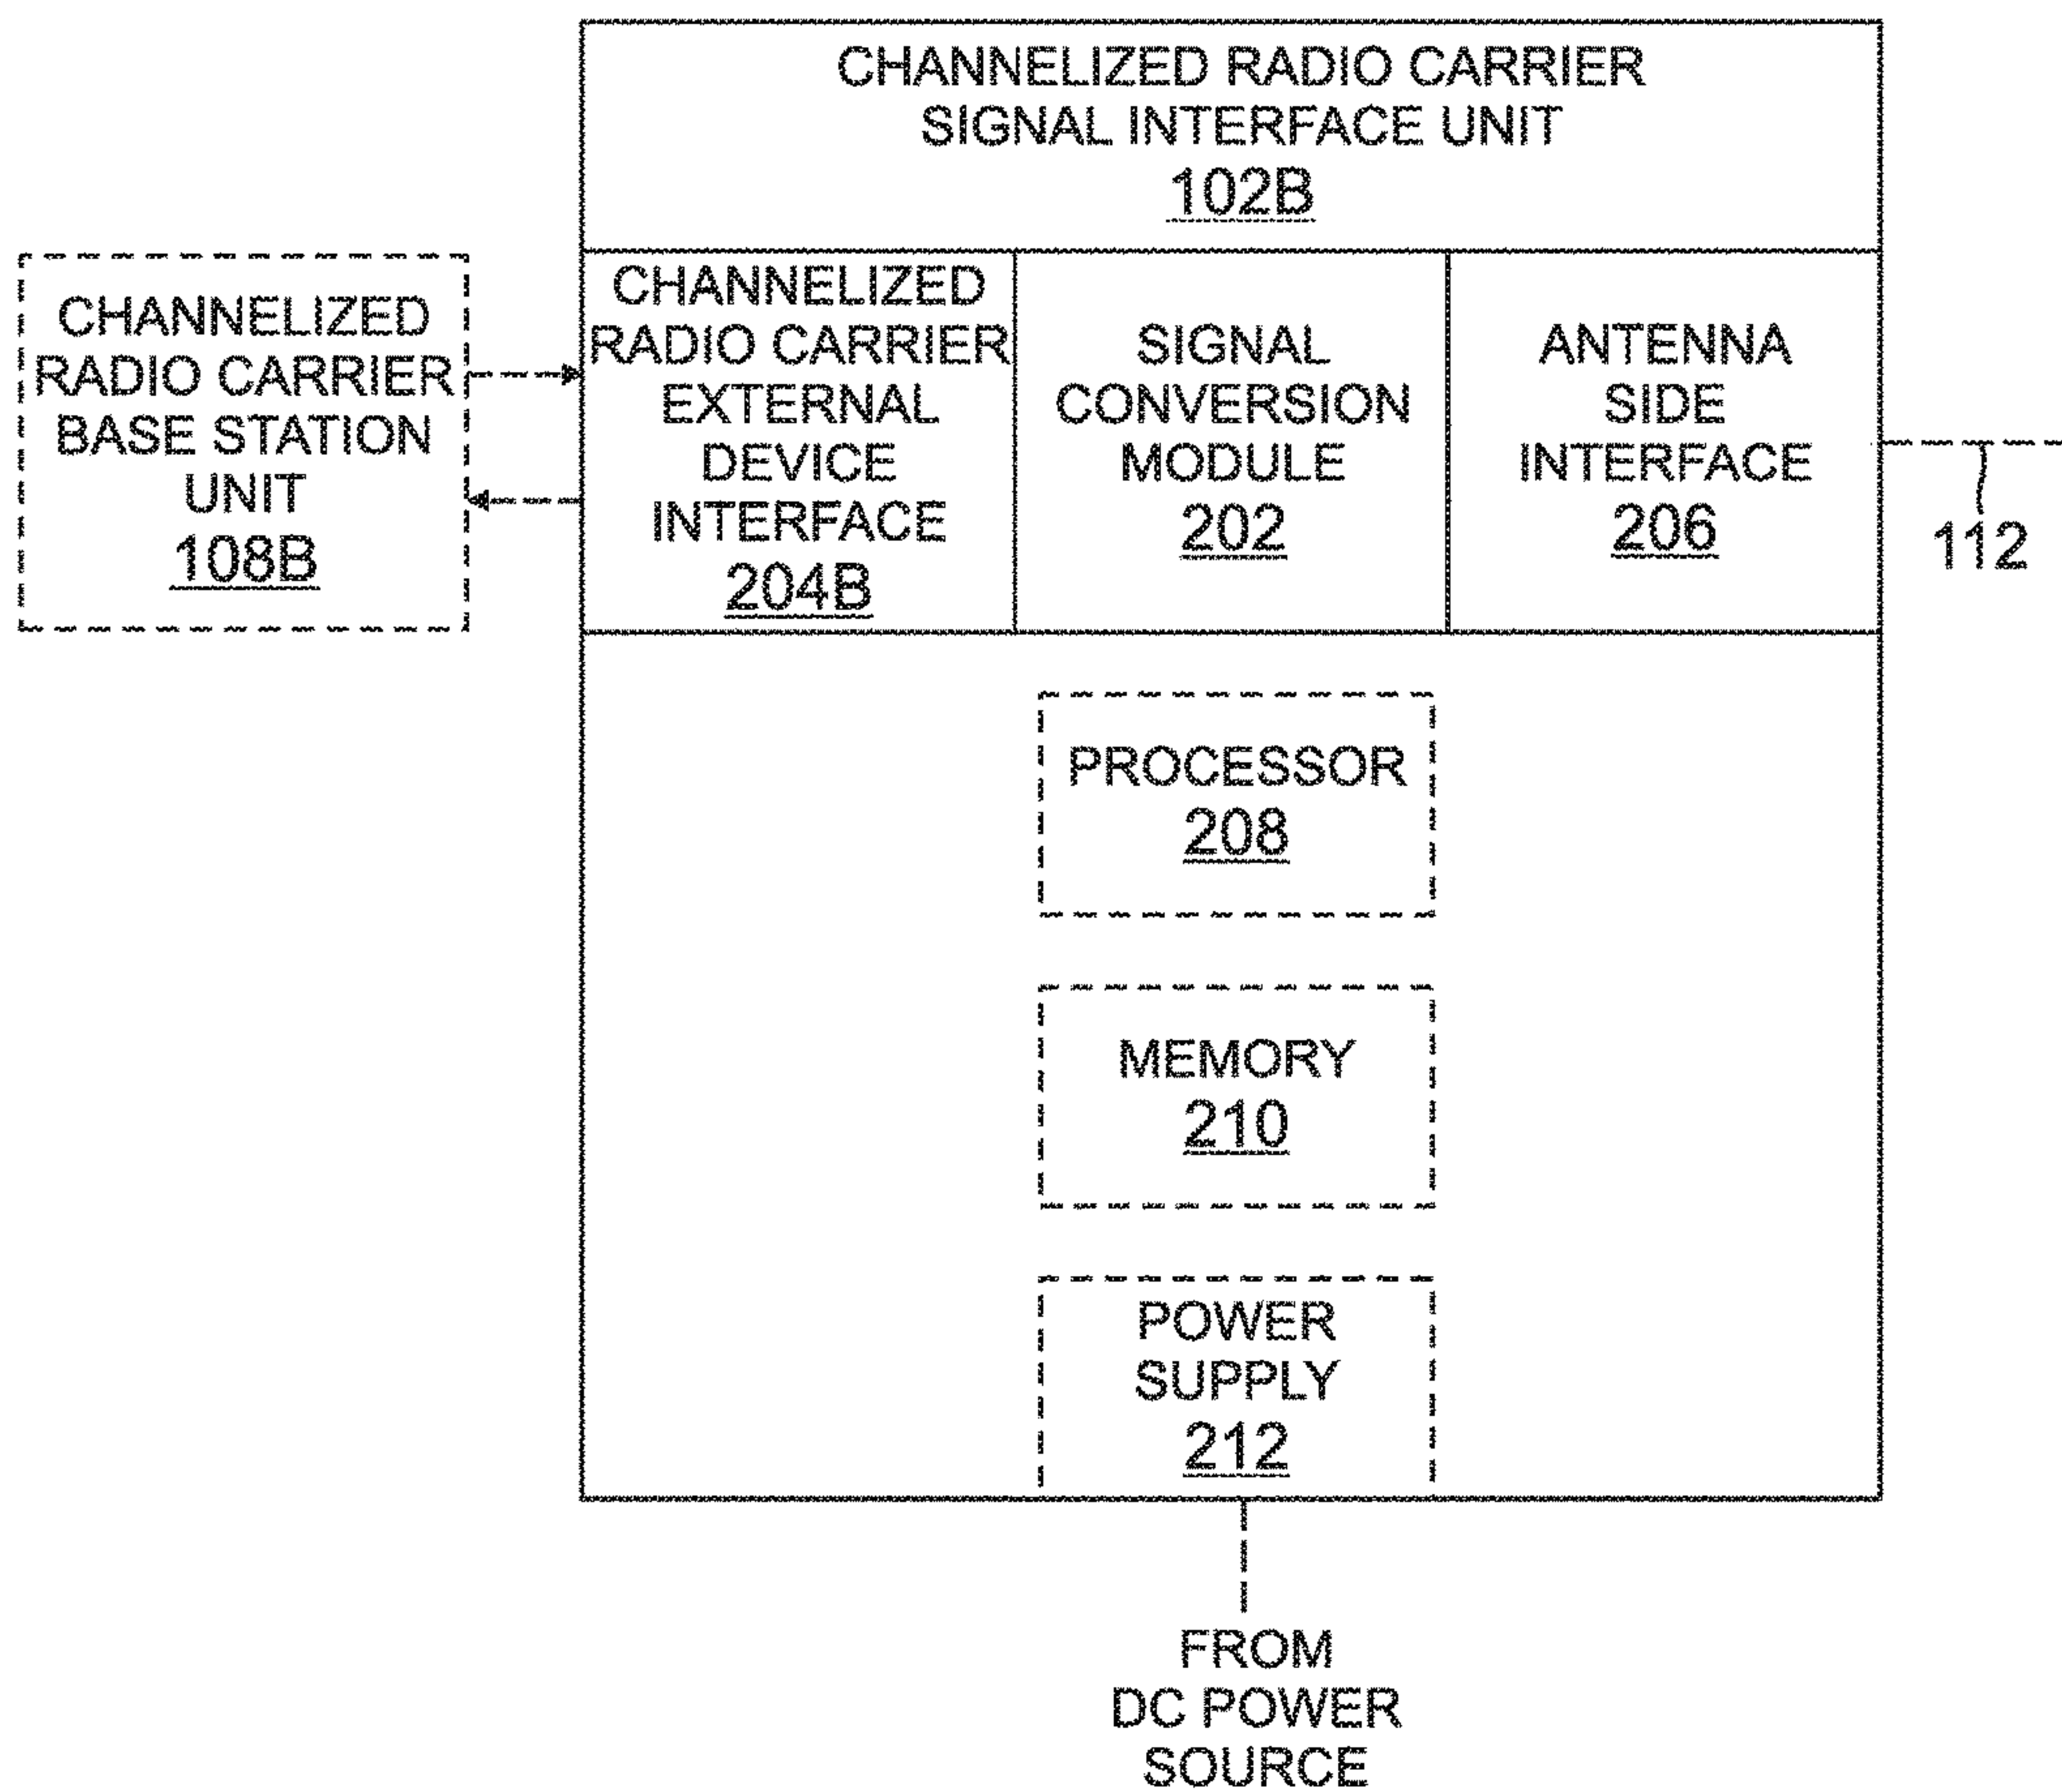 CHANNELIZED RADIO CARRIER
SIGNAL INTERFACE UNIT
102B
CHANNELIZED
RADIO CARRIER
BASE STATION
UNIT
108B
CHANNELIZED
RADIO CARRIER
EXTERNAL
DEVICE
INTERFACE
204B
SIGNAL
CONVERSION
MODULE
202
ANTENNA
SIDE
INTERFACE
206
112
PROCESSOR
208
MEMORY
210
POWER
SUPPLY
212
FROM
DC POWER
SOURCE